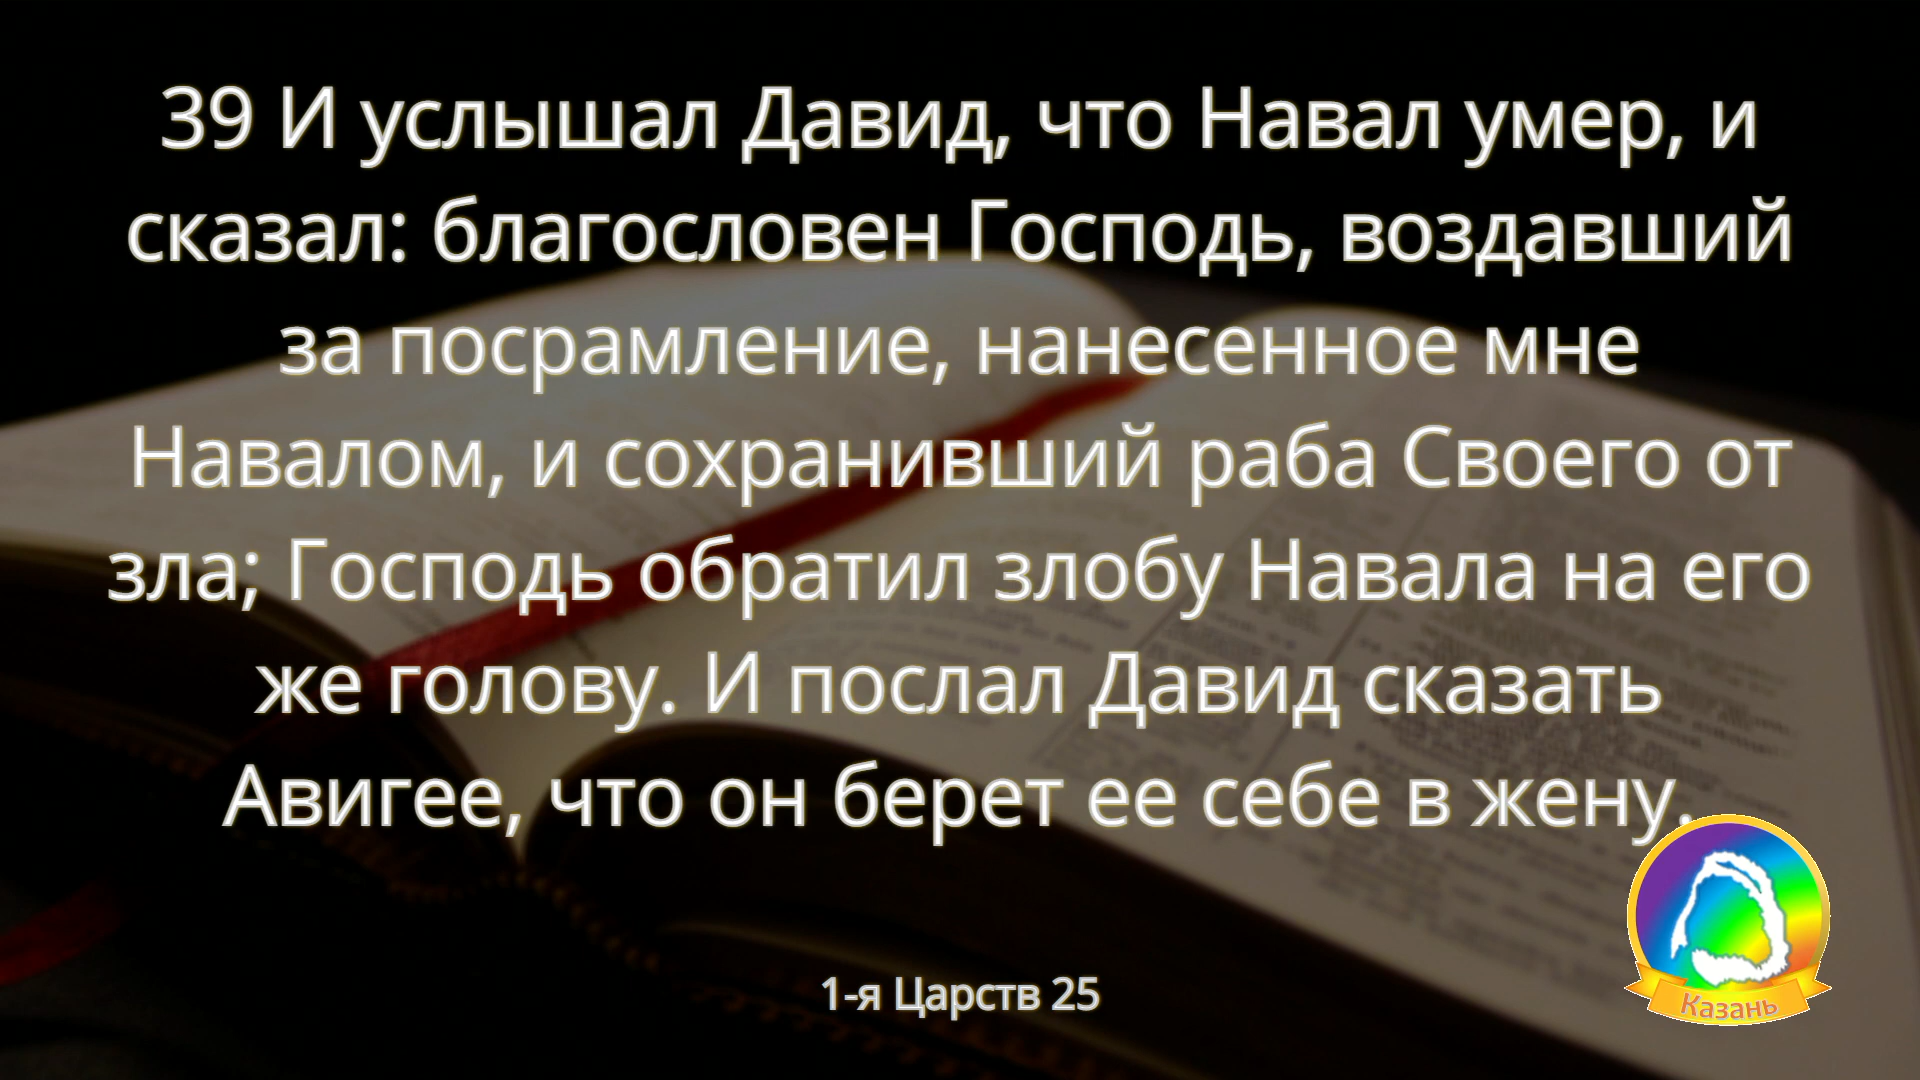 39 И услышал Давид, что Навал умер, и
сказал: благословен Господь, воздавший
за посрамление, нанесенное мне
Навалом, и сохранивший раба Своего от
зла; Господь обратил злобу Навала на его
же голову. И послал Давид сказать
Авигее, что он берет ее себе в жену.
1-я Царств 25
Казань